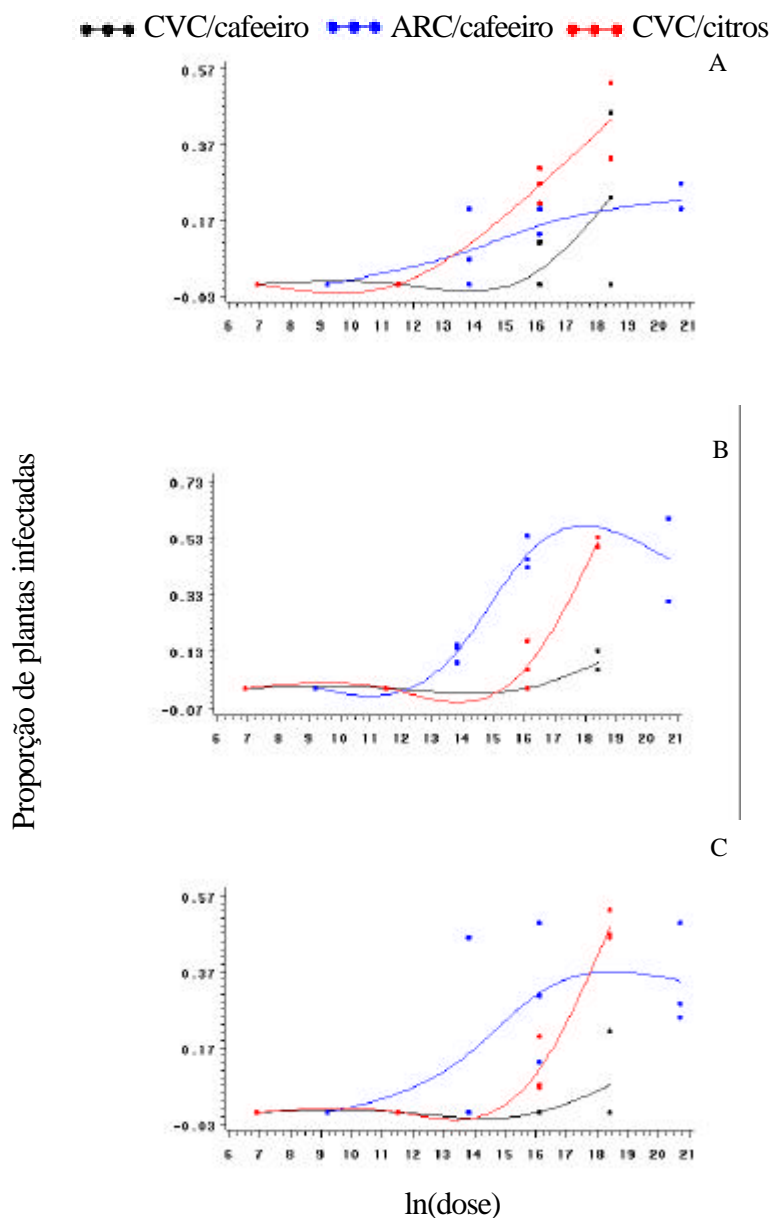 CVC/cafeeiro ARC/cafeeiro CVC/citros
A
0.57
0.37
0.17
-0.03
6 7 8 9 10 11 12 13 14 15 16 17 18 19 20 21
Proporção de plantas infectadas
B
0.73
0.53
0.33
0.13
-0.07
6 7 8 9 10 11 12 13 14 15 16 17 18 19 20 21
C
0.57
0.37
0.17
-0.03
6 7 8 9 10 11 12 13 14 15 16 17 18 19 20 21
ln(dose)